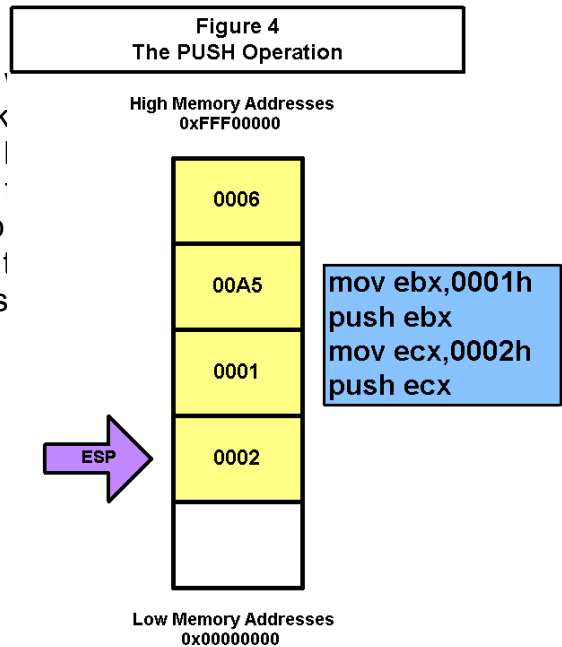 Figure 4
The PUSH Operation
High Memory Addresses
0xFFF00000
0006
00A5
mov ebx,0001h
push ebx
0001
mov ecx,0002h
push ecx
ESP
0002
Low Memory Addresses
0x00000000